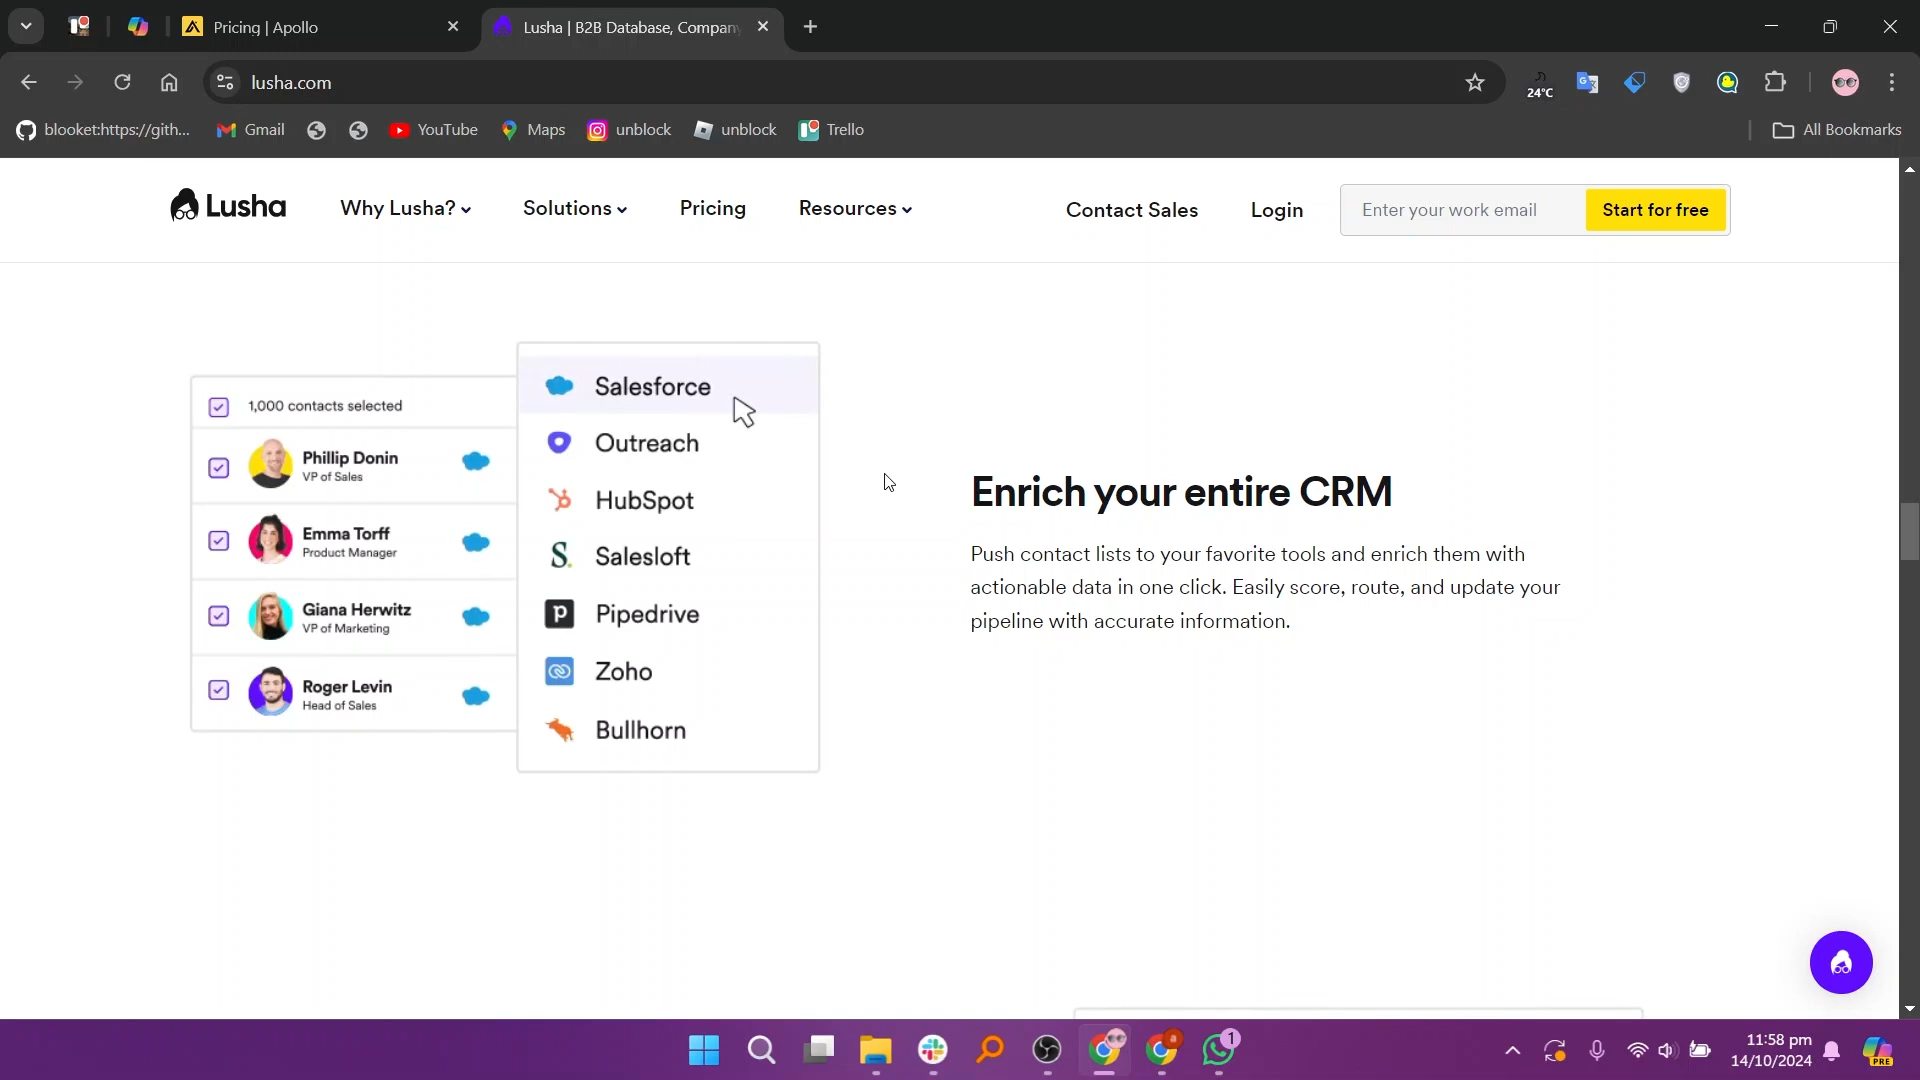 Pricing | Apollo
Lusha | B2B Database, Company
lusha.com
24°C
blooket:https://gith...
Gmail
YouTube
Maps
unblock
unblock
Trello
All Bookmarks
Lusha
Why Lusha?
Solutions
Pricing
Resources
Contact Sales
Login
Enter your work email
Start for free
1,000 contacts selected
Phillip Donin
VP of Sales
Emma Torff
Product Manager
Giana Herwitz
VP of Marketing
Roger Levin
Head of Sales
Salesforce
Outreach
HubSpot
Salesloft
Pipedrive
Zoho
Bullhorn
Enrich your entire CRM
Push contact lists to your favorite tools and enrich them with
actionable data in one click. Easily score, route, and update your
pipeline with accurate information.
1
11:58 pm
14/10/2024
PRE